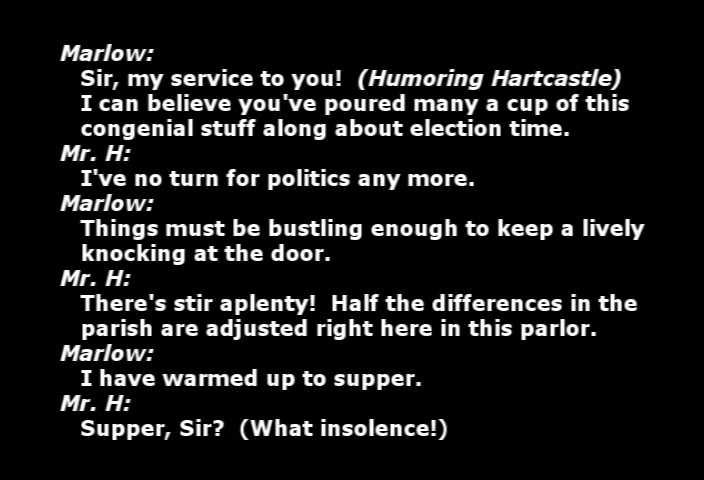 Marlow:
Sir, my service to you!  (Humoring Hartcastle)
I can believe you've poured many a cup of this
congenial stuff along about election time.
Mr. H:
I've no turn for politics any more.
Marlow:
Things must be bustling enough to keep a lively
knocking at the door.
Mr. H:
There's stir aplenty!  Half the differences in the
parish are adjusted right here in this parlor.
Marlow:
I have warmed up to supper.
Mr. H:
Supper, Sir?  (What insolence!)